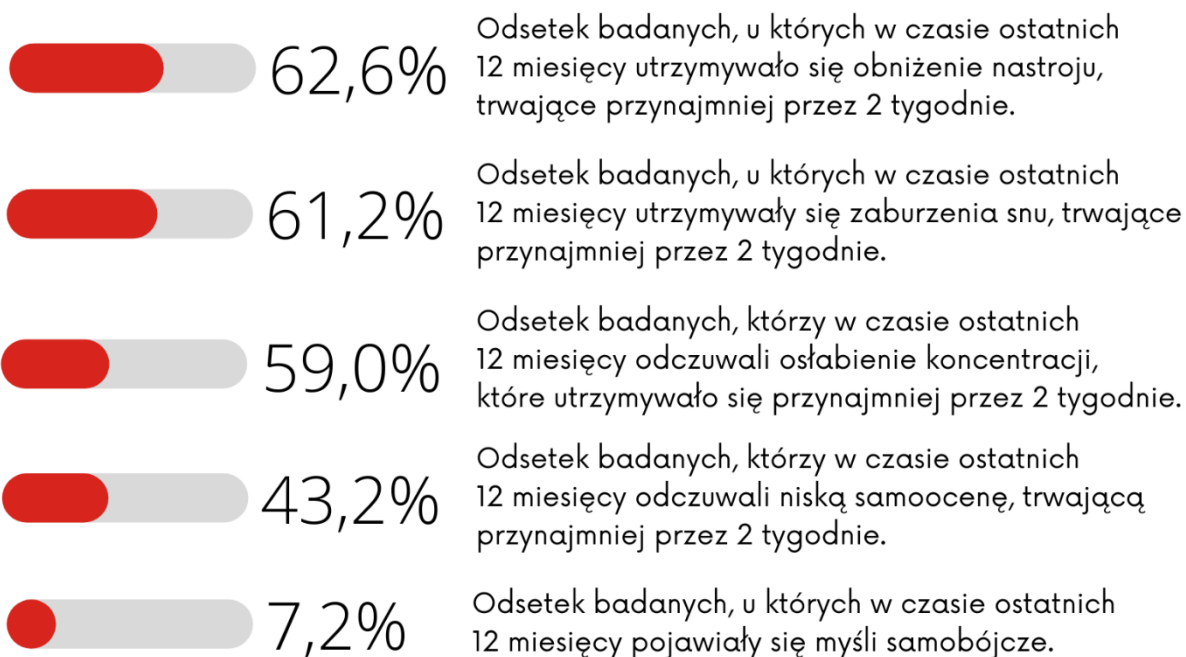 62,6%
Odsetek badanych, u których w czasie ostatnich
12 miesięcy utrzymywało się obniżenie nastroju,
trwające przynajmniej przez 2 tygodnie.
61,2%
Odsetek badanych, u których w czasie ostatnich
12 miesięcy utrzymywały się zaburzenia snu, trwające
przynajmniej przez 2 tygodnie.
59,0%
Odsetek badanych, którzy w czasie ostatnich
12 miesięcy odczuwali osłabienie koncentracji,
które utrzymywało się przynajmniej przez 2 tygodnie.
43,2%
Odsetek badanych, którzy w czasie ostatnich
12 miesięcy odczuwali niską samoocenę, trwającą
przynajmniej przez 2 tygodnie.
7,2%
Odsetek badanych, u których w czasie ostatnich
12 miesięcy pojawiały się myśli samobójcze.